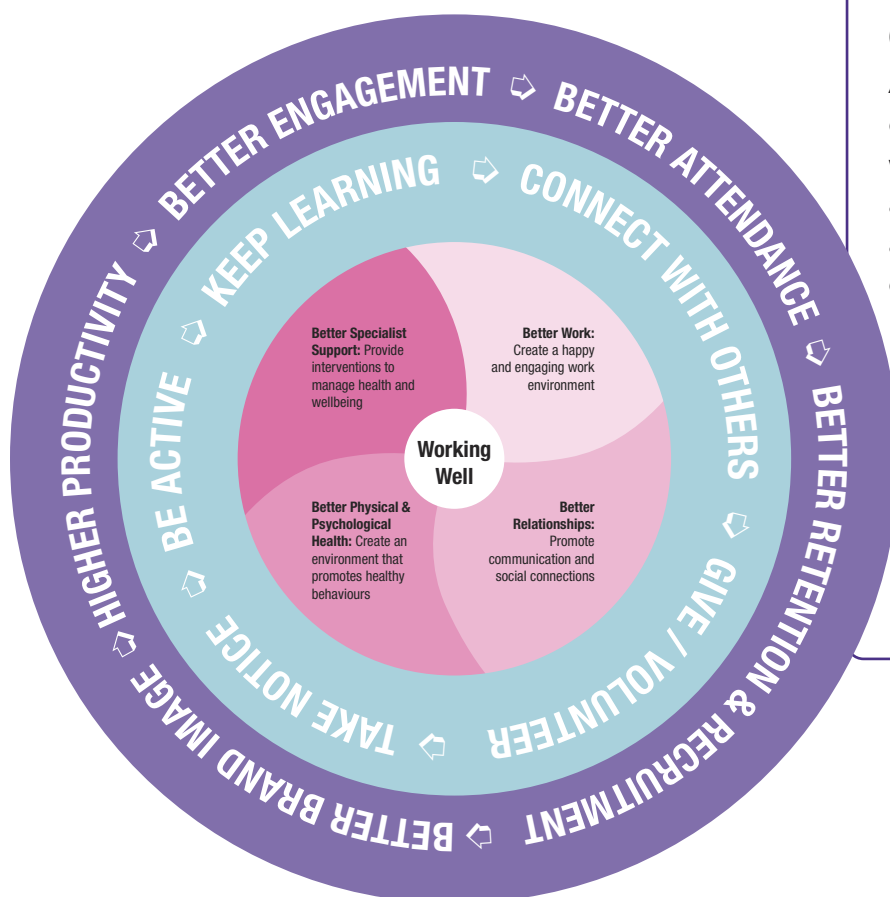 BETTER ENGAGEMENT
BETTER ATTENDANCE
BETTER RETENTION & RECRUITMENT
BETTER BRAND IMAGE
HIGHER PRODUCTIVITY
KEEP LEARNING
CONNECT WITH OTHERS
GIVE / VOLUNTEER
TAKE NOTICE
BE ACTIVE
Better Specialist
Support: Provide
interventions to
manage health and
wellbeing
Better Work:
Create a happy
and engaging work
environment
Working
Well
Better Physical &
Psychological
Health: Create an
environment that
promotes healthy
behaviours
Better
Relationships:
Promote
communication and
social connections